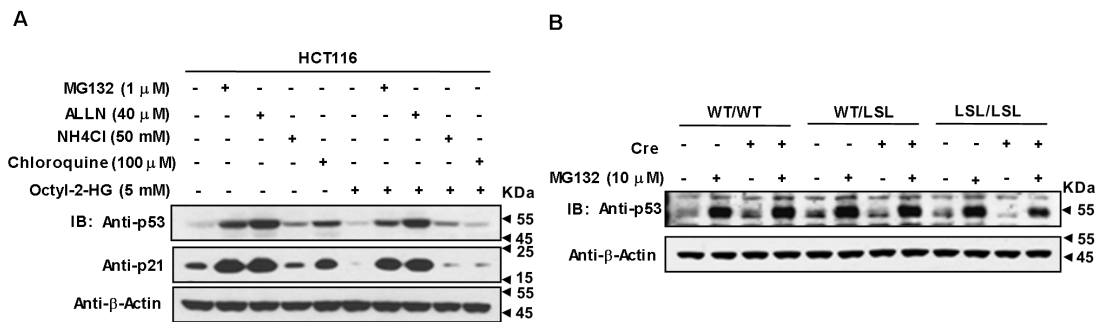 A
HCT116
MG132 (1 μM) - + - - - - + - - -
ALLN (40 μM) - - + - - - - + - -
NH4Cl (50 mM) - - - + - - - - + -
Chloroquine (100 μM) - - - - + - - - - +
Octyl-2-HG (5 mM) - - - - - + + + + +
KDa
IB: Anti-p53
55
45
Anti-p21
25
15
Anti-β-Actin
55
45
B
WT/WT WT/LSL LSL/LSL
Cre - - + + - - + + - - + +
MG132 (10 μM) - + - + - + - + - + - +
KDa
IB: Anti-p53
55
Anti-β-Actin
55
45